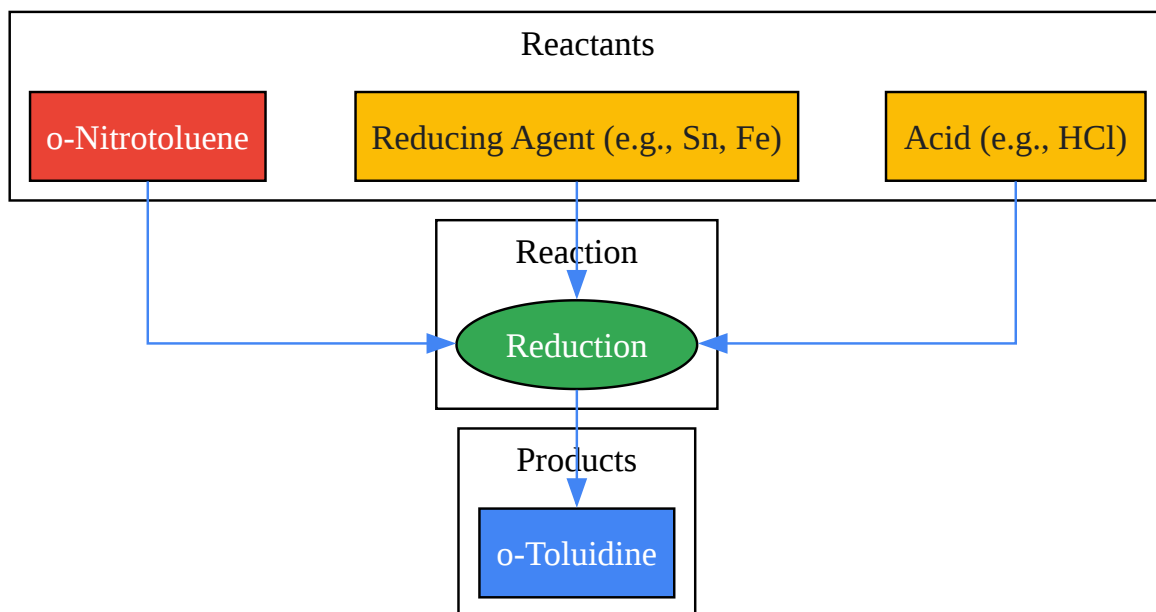 Reactants
o-Nitrotoluene
Reducing Agent (e.g., Sn, Fe)
Acid (e.g., HCl)
Reaction
Reduction
Products
o-Toluidine